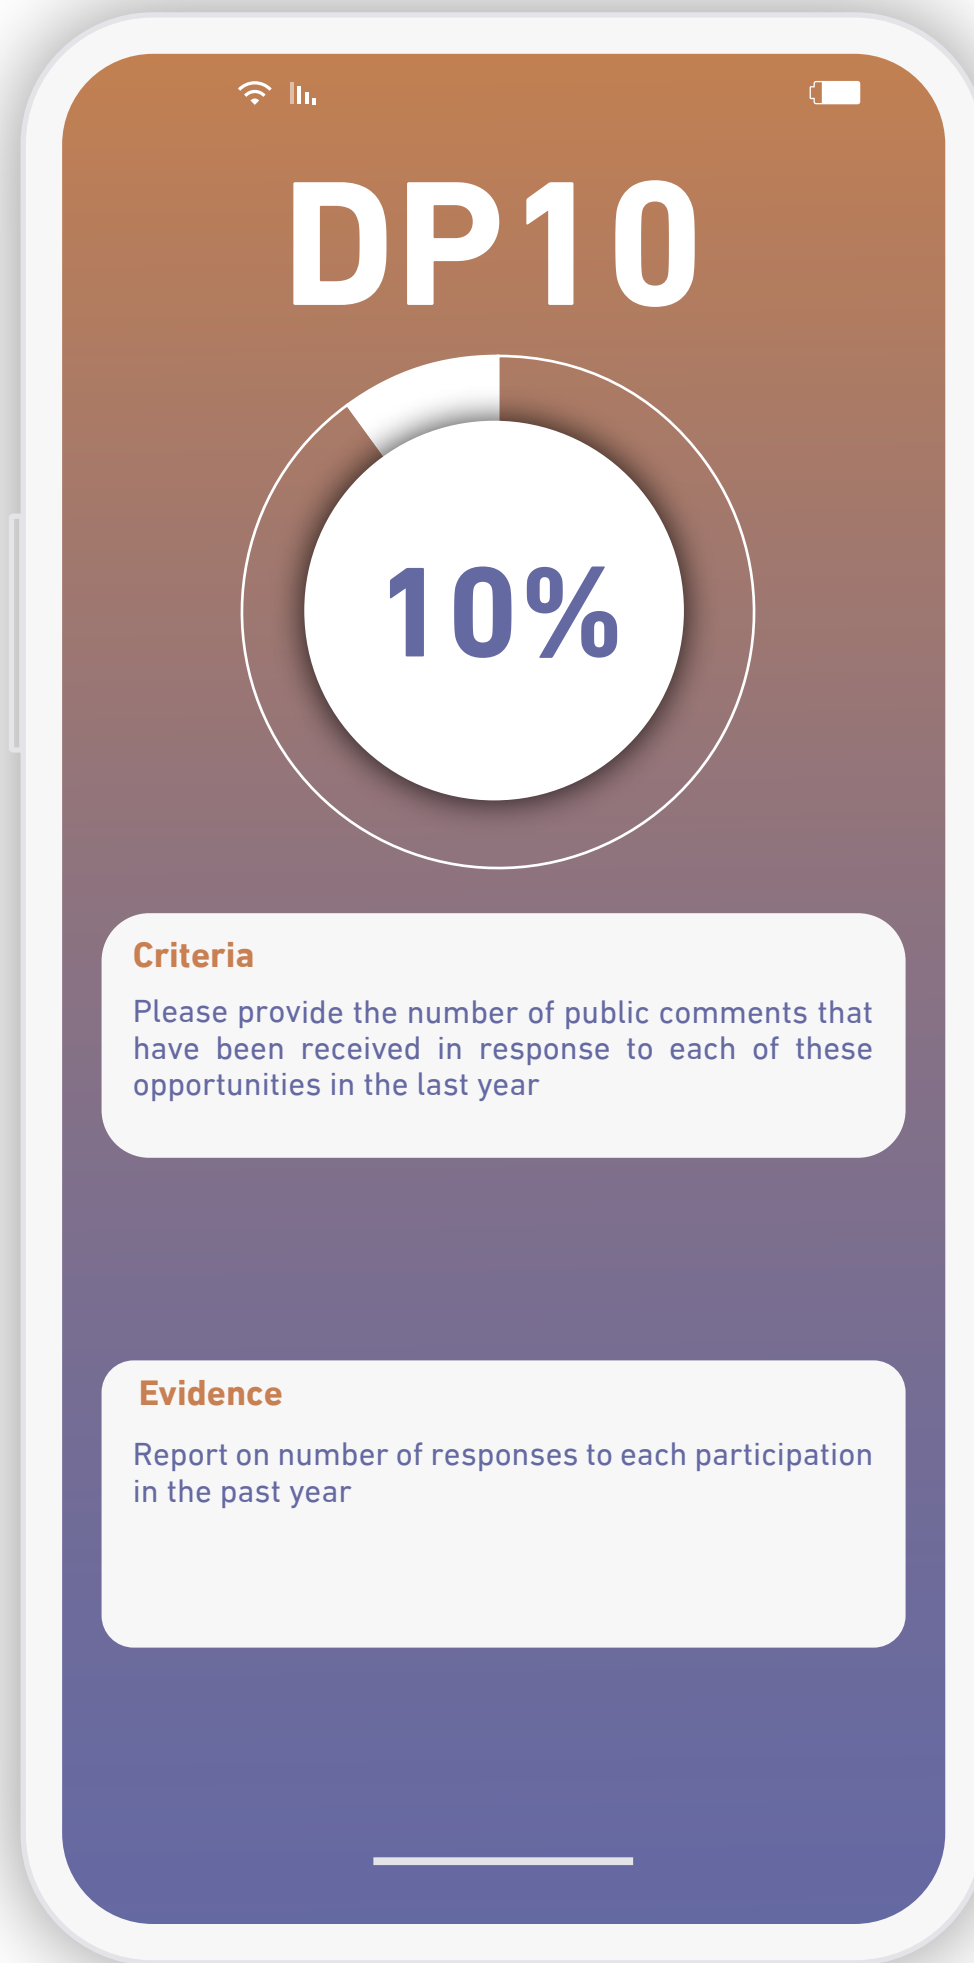 DP10
10%
Criteria
Please provide the number of public comments that
have been received in response to each of these
opportunities in the last year
Evidence
Report on number of responses to each participation
in the past year